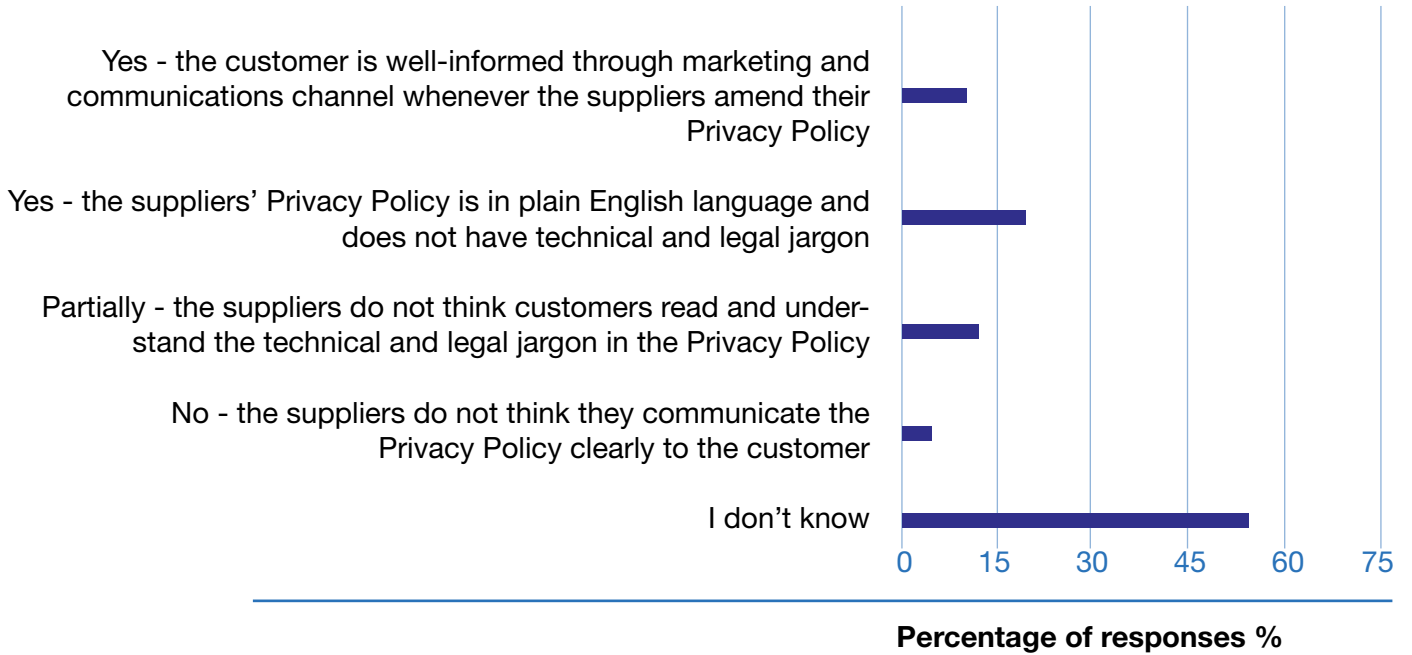 Yes - the customer is well-informed through marketing and
communications channel whenever the suppliers amend their
Privacy Policy
Yes - the suppliers’ Privacy Policy is in plain English language and
does not have technical and legal jargon
Partially - the suppliers do not think customers read and under-
stand the technical and legal jargon in the Privacy Policy
No - the suppliers do not think they communicate the
Privacy Policy clearly to the customer
I don’t know
0 15 30 45 60 75
Percentage of responses %